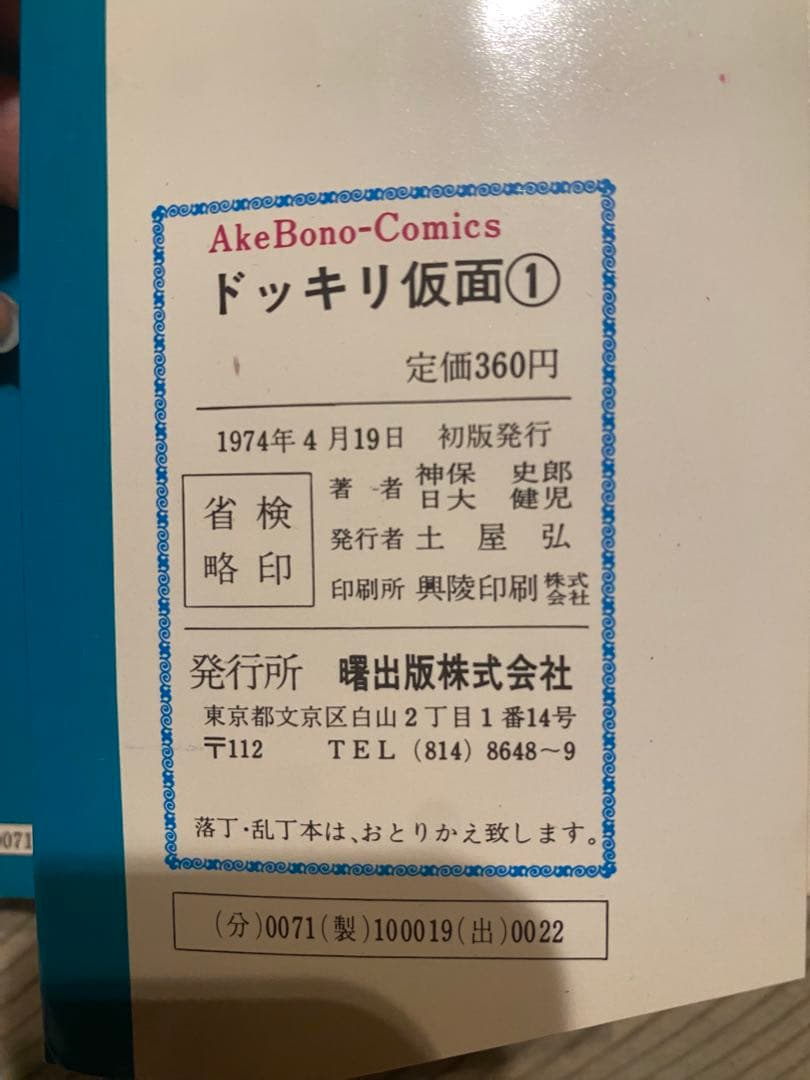 AkeBono-Comics
ドッキリ仮面①
定価360円
1974年4月19日 初版発行
検印省略
著者 神保史郎
日大健児
発行者 土屋弘
印刷所 興陵印刷株式会社
発行所 曙出版株式会社
東京都文京区白山2丁目1番14号
〒112 TEL (814) 8648～9
落丁・乱丁本は、おとりかえ致します。
(分)0071(製)100019(出)0022
0071